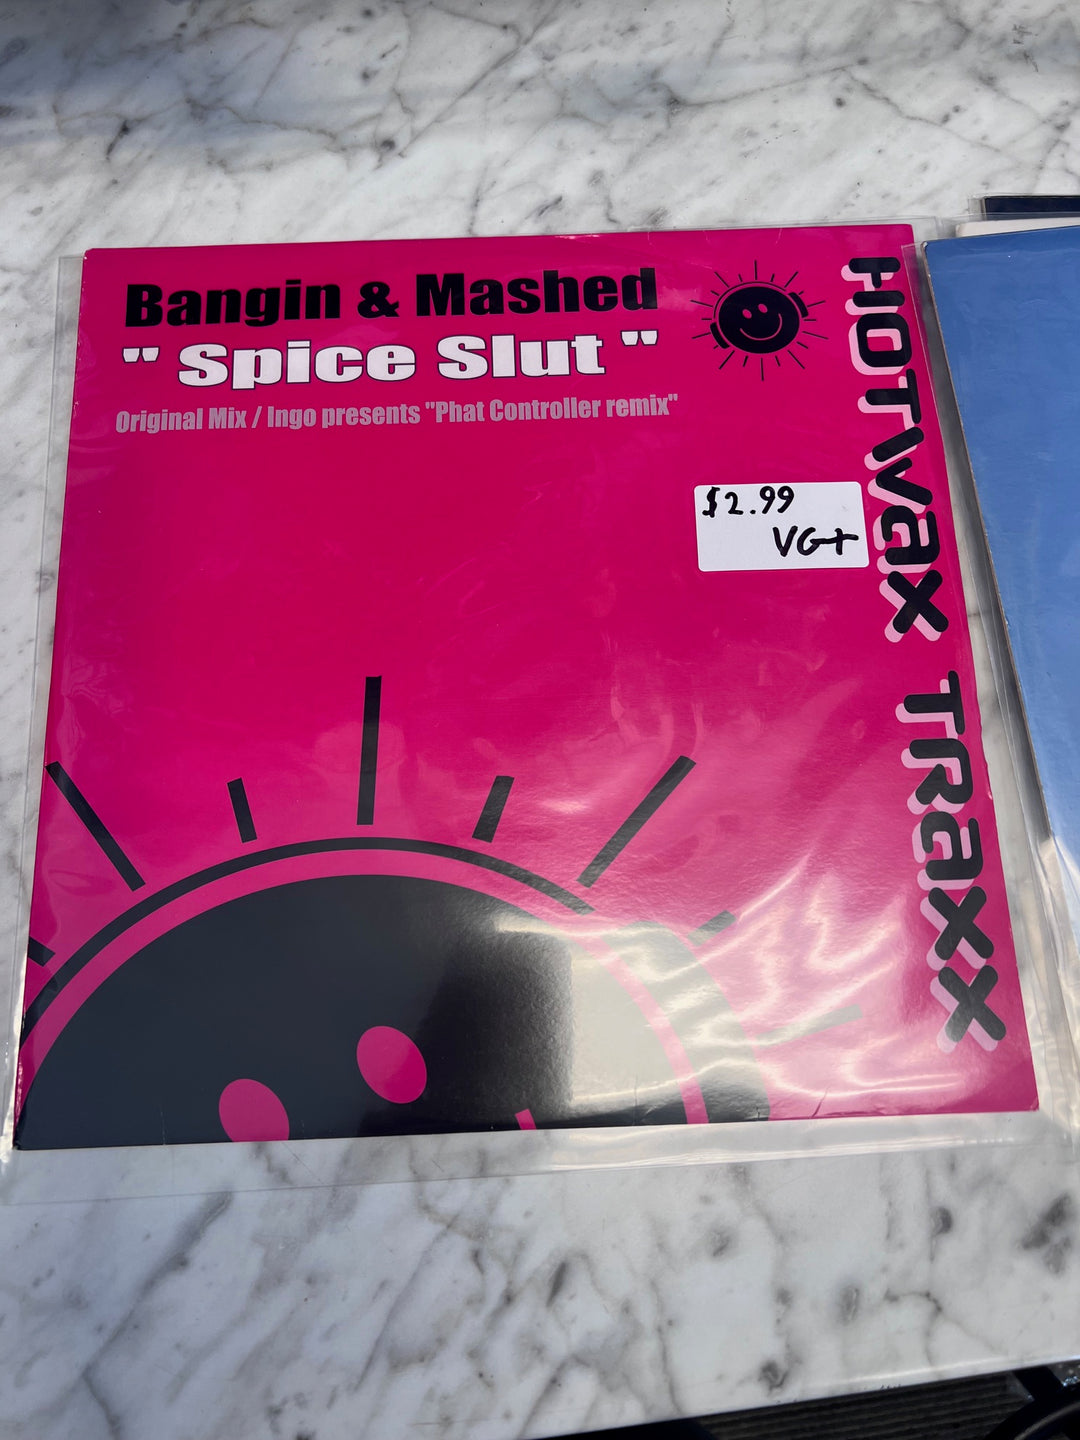 Bangin & Mashed
" Spice Slut "
Original Mix / Ingo presents "Phat Controller remix"
HOTWax TRaxx
$2.99
VG+